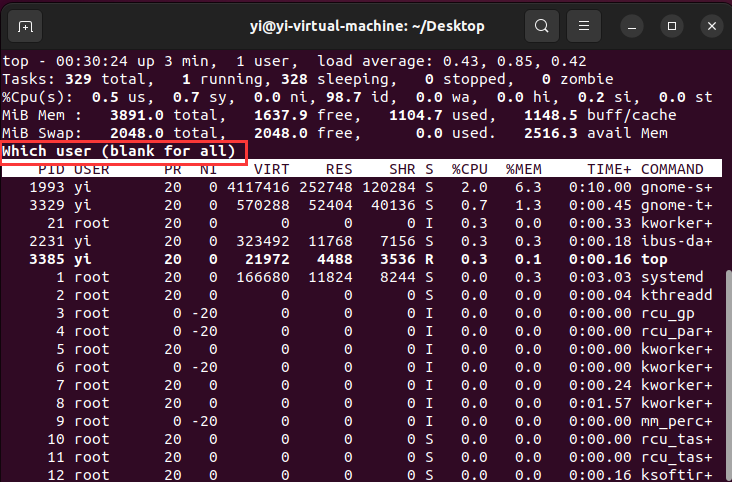 yi@yi-virtual-machine: ~/Desktop
top - 00:30:24 up 3 min,  1 user,  load average: 0.43, 0.85, 0.42
Tasks: 329 total,   1 running, 328 sleeping,   0 stopped,   0 zombie
%Cpu(s):  0.5 us,  0.7 sy,  0.0 ni, 98.7 id,  0.0 wa,  0.0 hi,  0.2 si,  0.0 st
MiB Mem :   3891.0 total,   1637.9 free,   1104.7 used,   1148.5 buff/cache
MiB Swap:   2048.0 total,   2048.0 free,      0.0 used.   2516.3 avail Mem
Which user (blank for all)
    PID USER      PR  NI    VIRT    RES    SHR S  %CPU  %MEM     TIME+ COMMAND
   1993 yi        20   0 4117416 252748 120284 S   2.0   6.3   0:10.00 gnome-s+
   3329 yi        20   0  570288  52404  40136 S   0.7   1.3   0:00.45 gnome-t+
     21 root      20   0       0      0      0 I   0.3   0.0   0:00.33 kworker+
   2231 yi        20   0  323492  11768   7156 S   0.3   0.3   0:00.18 ibus-da+
   3385 yi        20   0   21972   4488   3536 R   0.3   0.1   0:00.16 top
      1 root      20   0  166680  11824   8244 S   0.0   0.3   0:03.03 systemd
      2 root      20   0       0      0      0 S   0.0   0.0   0:00.04 kthreadd
      3 root       0 -20       0      0      0 I   0.0   0.0   0:00.00 rcu_gp
      4 root       0 -20       0      0      0 I   0.0   0.0   0:00.00 rcu_par+
      5 root      20   0       0      0      0 I   0.0   0.0   0:00.00 kworker+
      6 root       0 -20       0      0      0 I   0.0   0.0   0:00.00 kworker+
      7 root      20   0       0      0      0 I   0.0   0.0   0:00.24 kworker+
      8 root      20   0       0      0      0 I   0.0   0.0   0:01.57 kworker+
      9 root       0 -20       0      0      0 I   0.0   0.0   0:00.00 mm_perc+
     10 root      20   0       0      0      0 S   0.0   0.0   0:00.00 rcu_tas+
     11 root      20   0       0      0      0 S   0.0   0.0   0:00.00 rcu_tas+
     12 root      20   0       0      0      0 S   0.0   0.0   0:00.16 ksoftir+